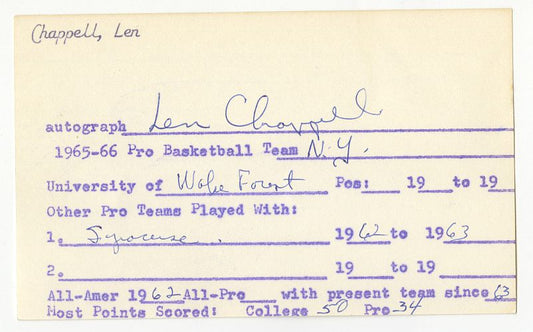 Chappell, Len
autograph Len Chappell
1965-66 Pro Basketball Team N.Y.
University of Wake Forest Pos: 19 to 19
Other Pro Teams Played With:
1. Syracuse. 1962 to 1963
2. 19 to 19
All-Amer 1962 All-Pro with present team since 63
Most Points Scored: College 50 Pro 34